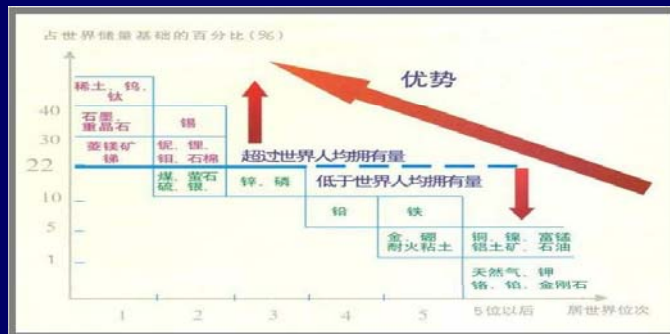 占世界储量基础的百分比(%)
优势
稀土、钨、
钛
40
石墨、
重晶石
锡
30
菱镁矿
锑
铌、锂、
钼、石棉
超过世界人均拥有量
22
煤、萤石
硫、银、
锌、磷
低于世界人均拥有量
10
铅
铁
5
金、硼
耐火粘土
铜、镍、富锰
铝土矿、石油
1
天然气、钾
铬、铂、金刚石
1
2
3
4
5
5位以后
居世界位次